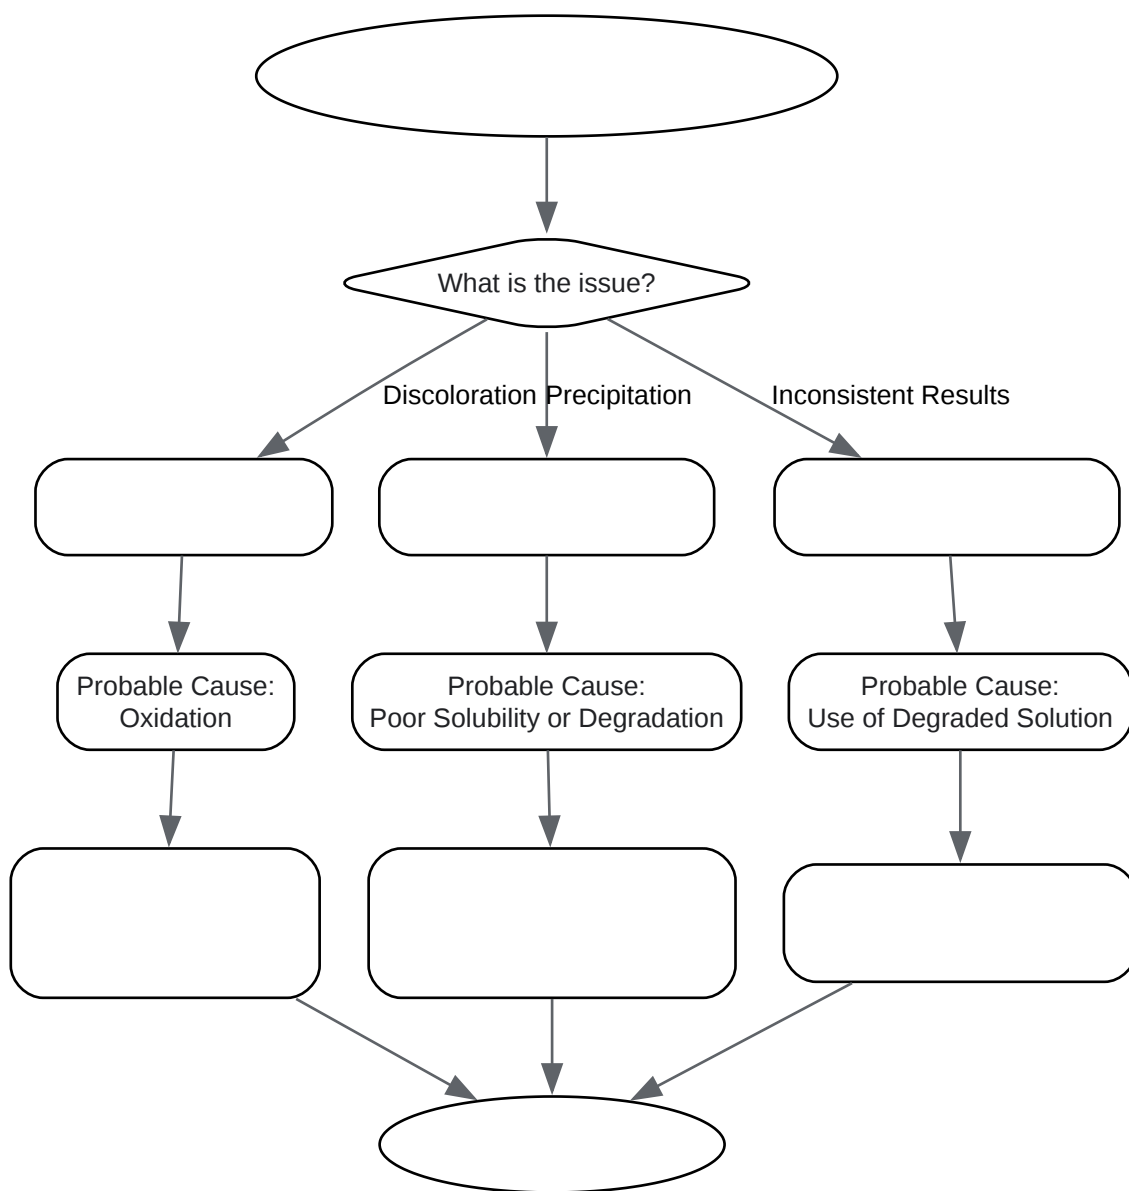 What is the issue?
Discoloration
Precipitation
Inconsistent Results
Probable Cause:
Oxidation
Probable Cause:
Poor Solubility or Degradation
Probable Cause:
Use of Degraded Solution